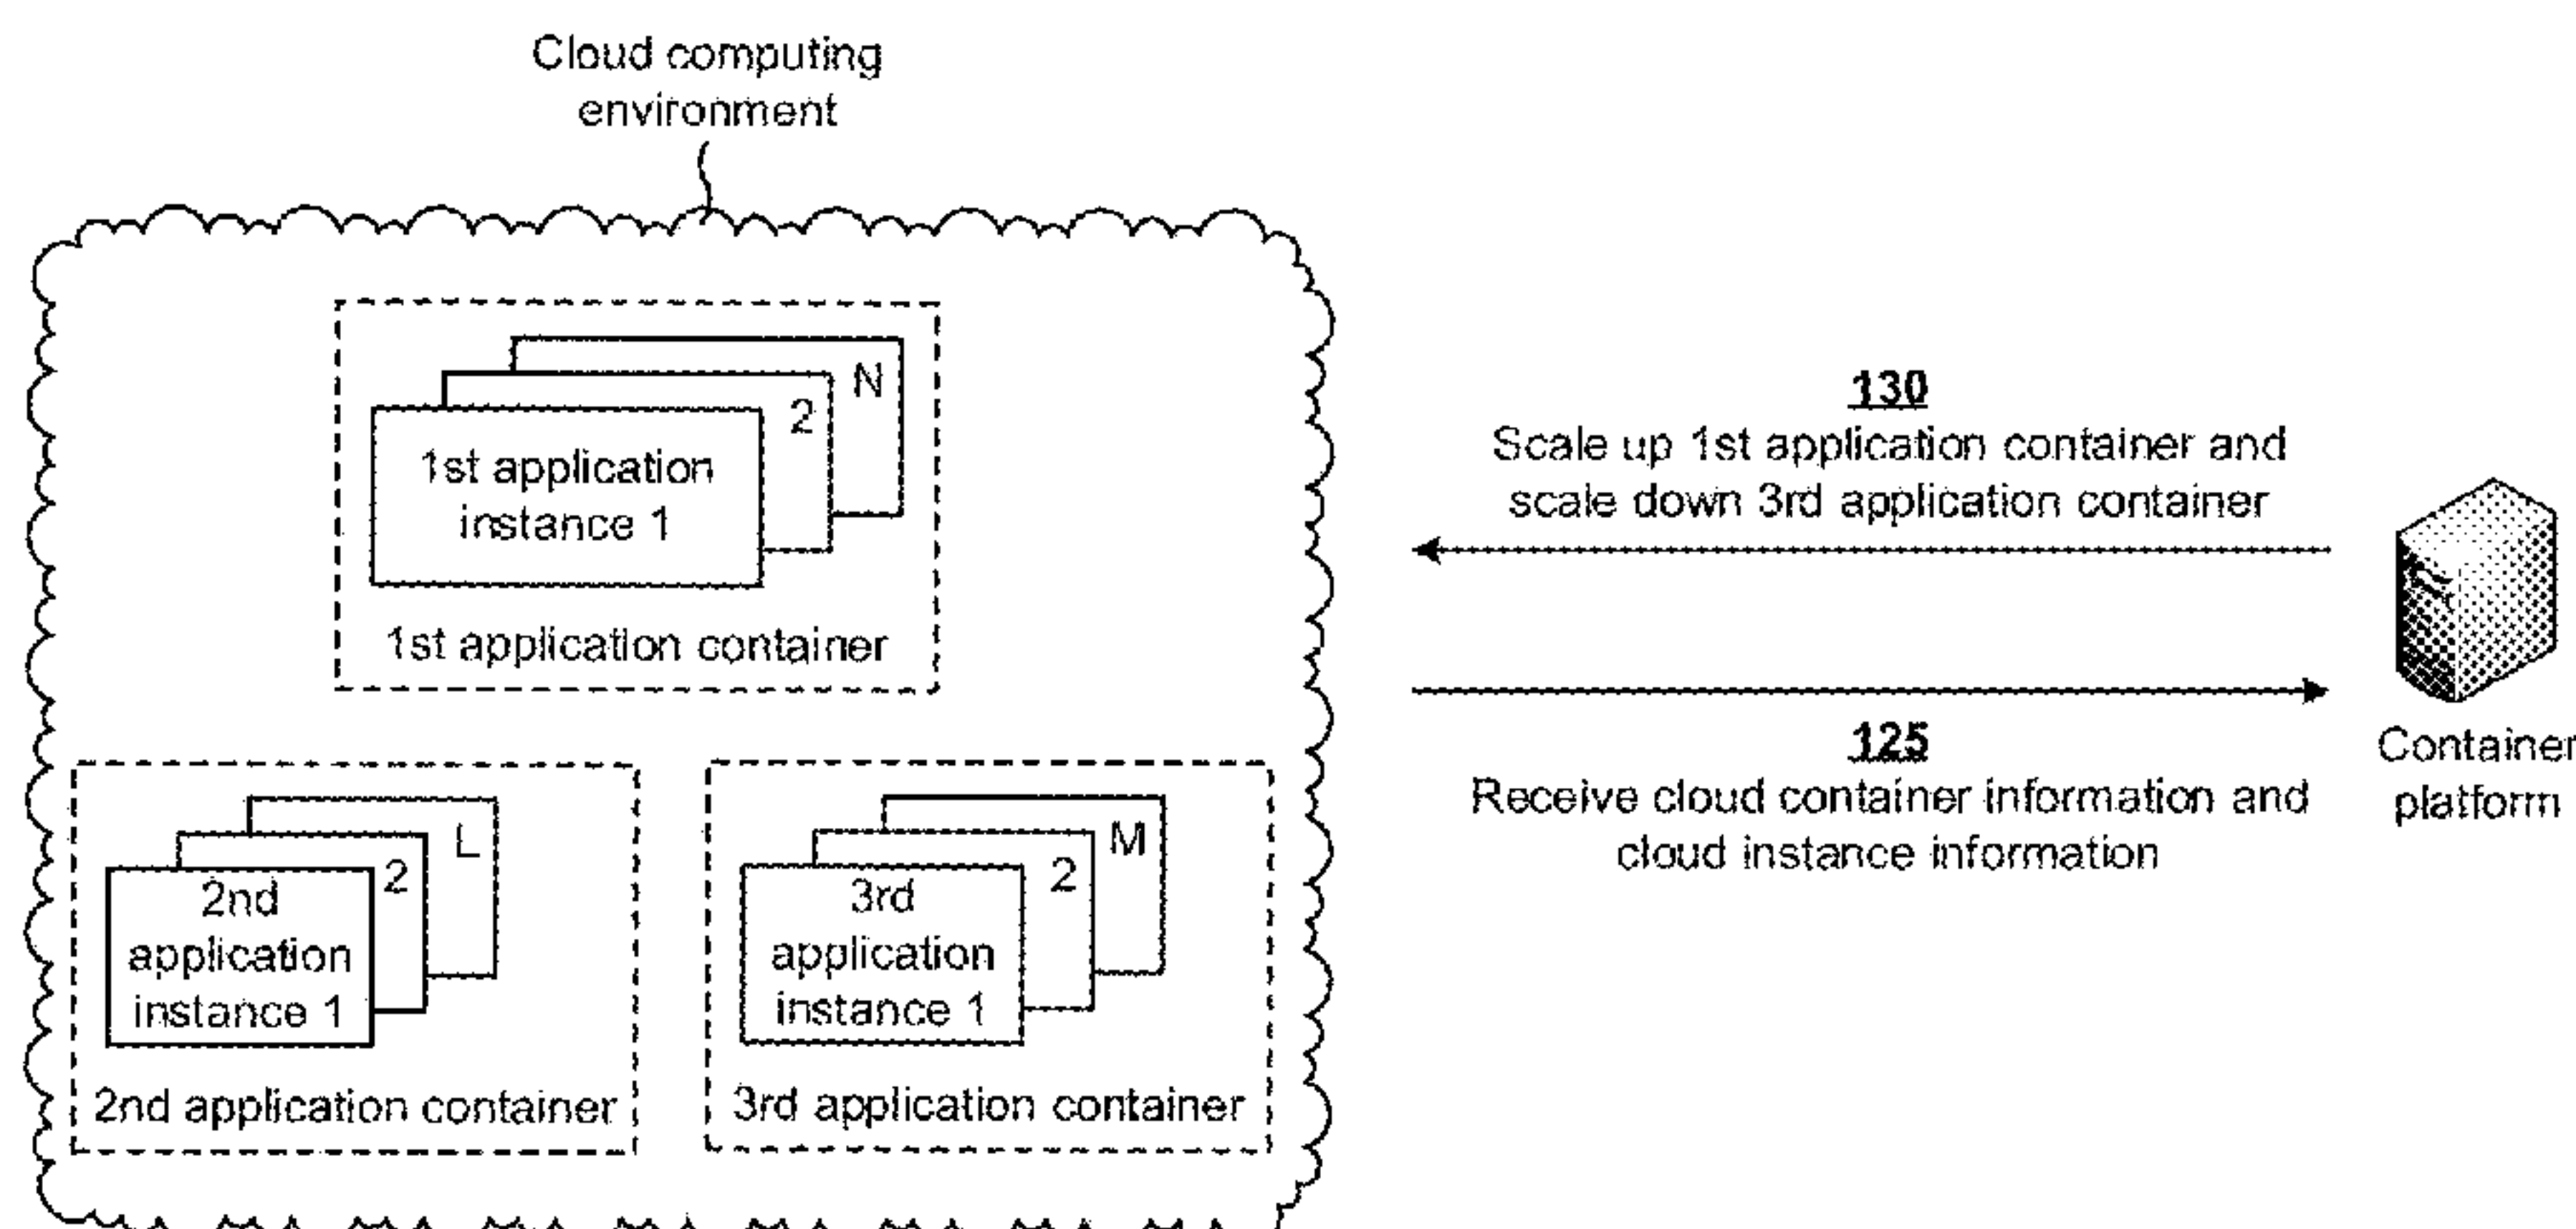 Cloud computing
environment
N
2
1st application
instance 1
1st application container
L
2
2nd
application
instance 1
2nd application container
M
2
3rd
application
instance 1
3rd application container
130
Scale up 1st application container and
scale down 3rd application container
125
Receive cloud container information and
cloud instance information
Container
platform